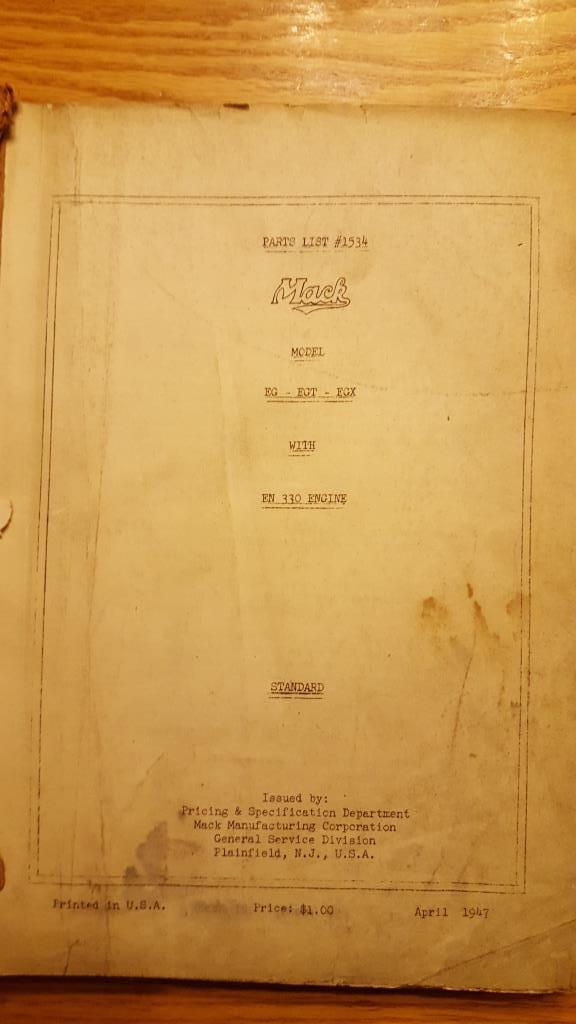 PARTS LIST #1534
Mack
MODEL
EG - EGT - EGX
WITH
EN 330 ENGINE
STANDARD
Issued by:
Pricing & Specification Department
Mack Manufacturing Corporation
General Service Division
Plainfield, N.J., U.S.A.
Printed in U.S.A. Price: $1.00 April 1947